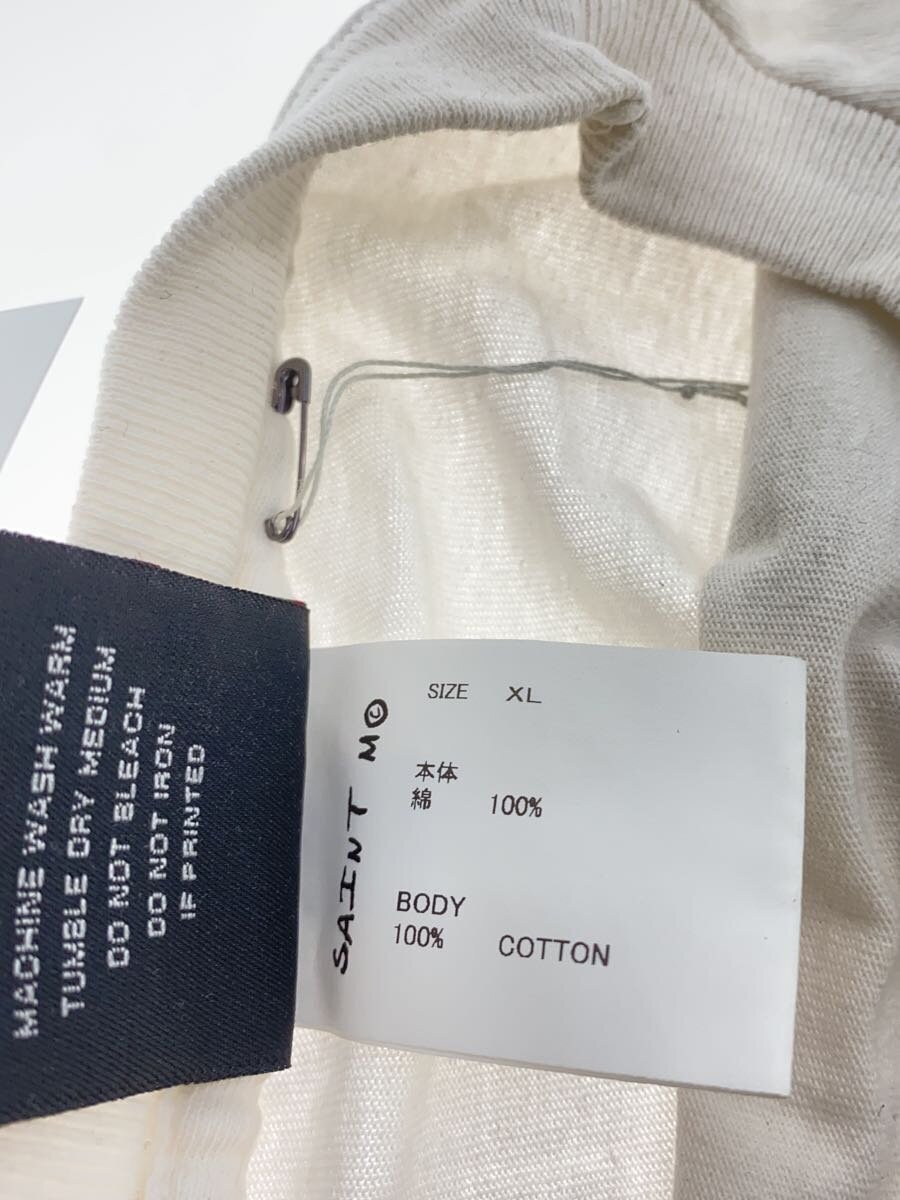 MACHINE WASH WARM
TUMBLE DRY MEDIUM
DO NOT BLEACH
DO NOT IRON
IF PRINTED
SAINT M©
SIZE XL
本体
綿 100%
BODY
100% COTTON